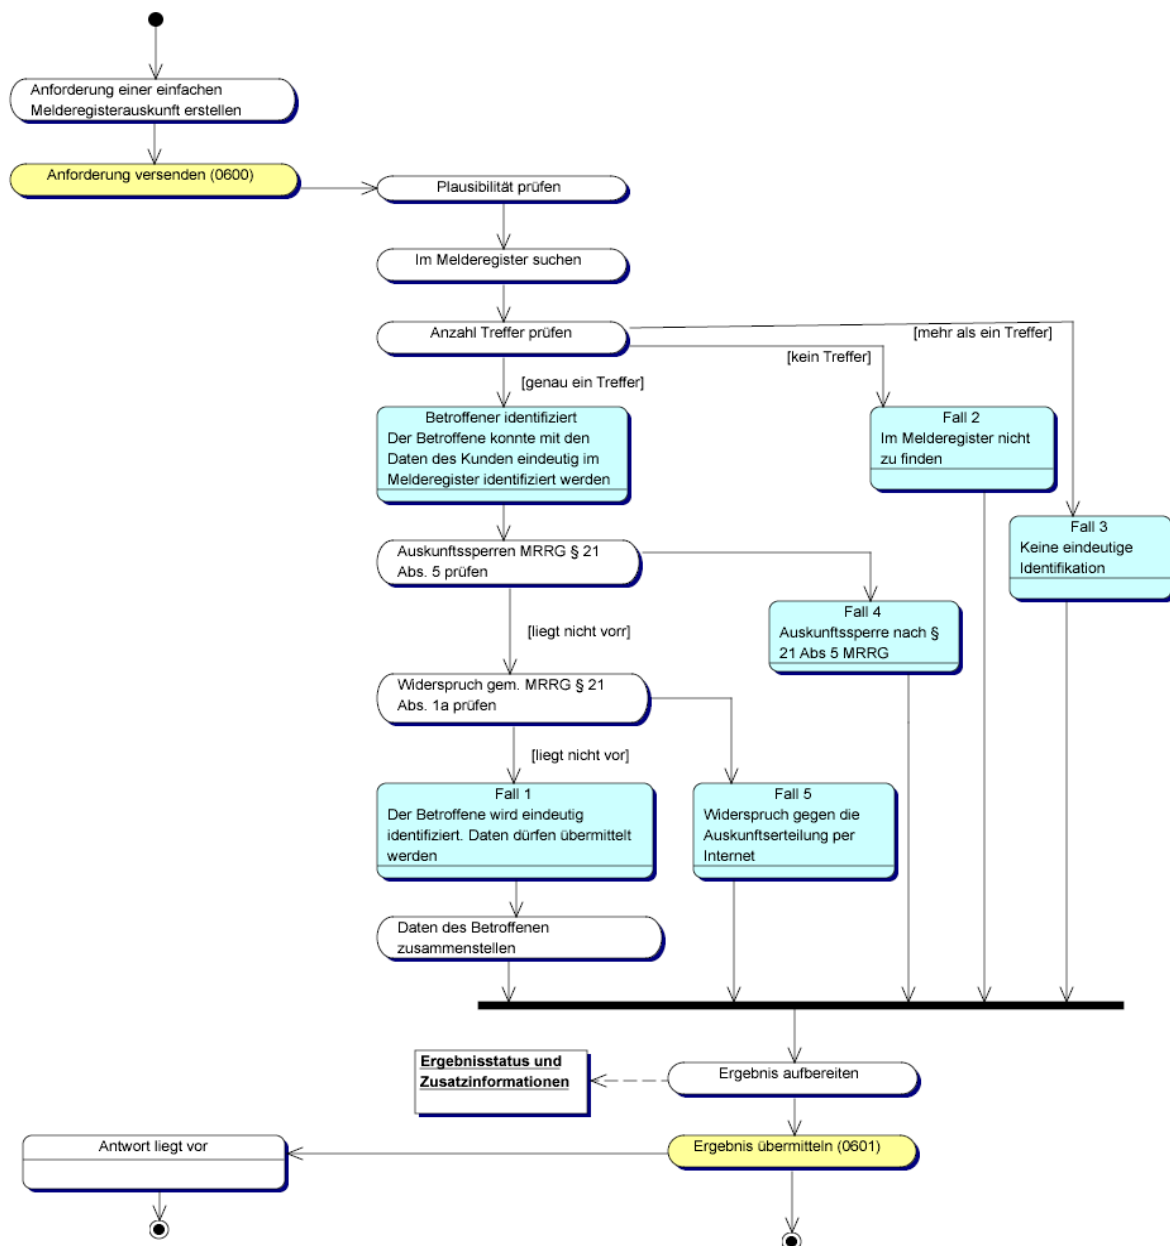 Anforderung einer einfachen
Melderegisterauskunft erstellen
Anforderung versenden (0600)
Plausibilität prüfen
Im Melderegister suchen
Anzahl Treffer prüfen
[mehr als ein Treffer]
[kein Treffer]
[genau ein Treffer]
Betroffener identifiziert
Der Betroffene konnte mit den
Daten des Kunden eindeutig im
Melderegister identifiziert werden
Fall 2
Im Melderegister nicht
zu finden
Fall 3
Keine eindeutige
Identifikation
Auskunftssperren MRRG § 21
Abs. 5 prüfen
Fall 4
Auskunftssperre nach §
21 Abs 5 MRRG
[liegt nicht vorr]
Widerspruch gem. MRRG § 21
Abs. 1a prüfen
[liegt nicht vor]
Fall 1
Der Betroffene wird eindeutig
identifiziert. Daten dürfen übermittelt
werden
Fall 5
Widerspruch gegen die
Auskunftserteilung per
Internet
Daten des Betroffenen
zusammenstellen
Ergebnisstatus und
Zusatzinformationen
Ergebnis aufbereiten
Antwort liegt vor
Ergebnis übermitteln (0601)